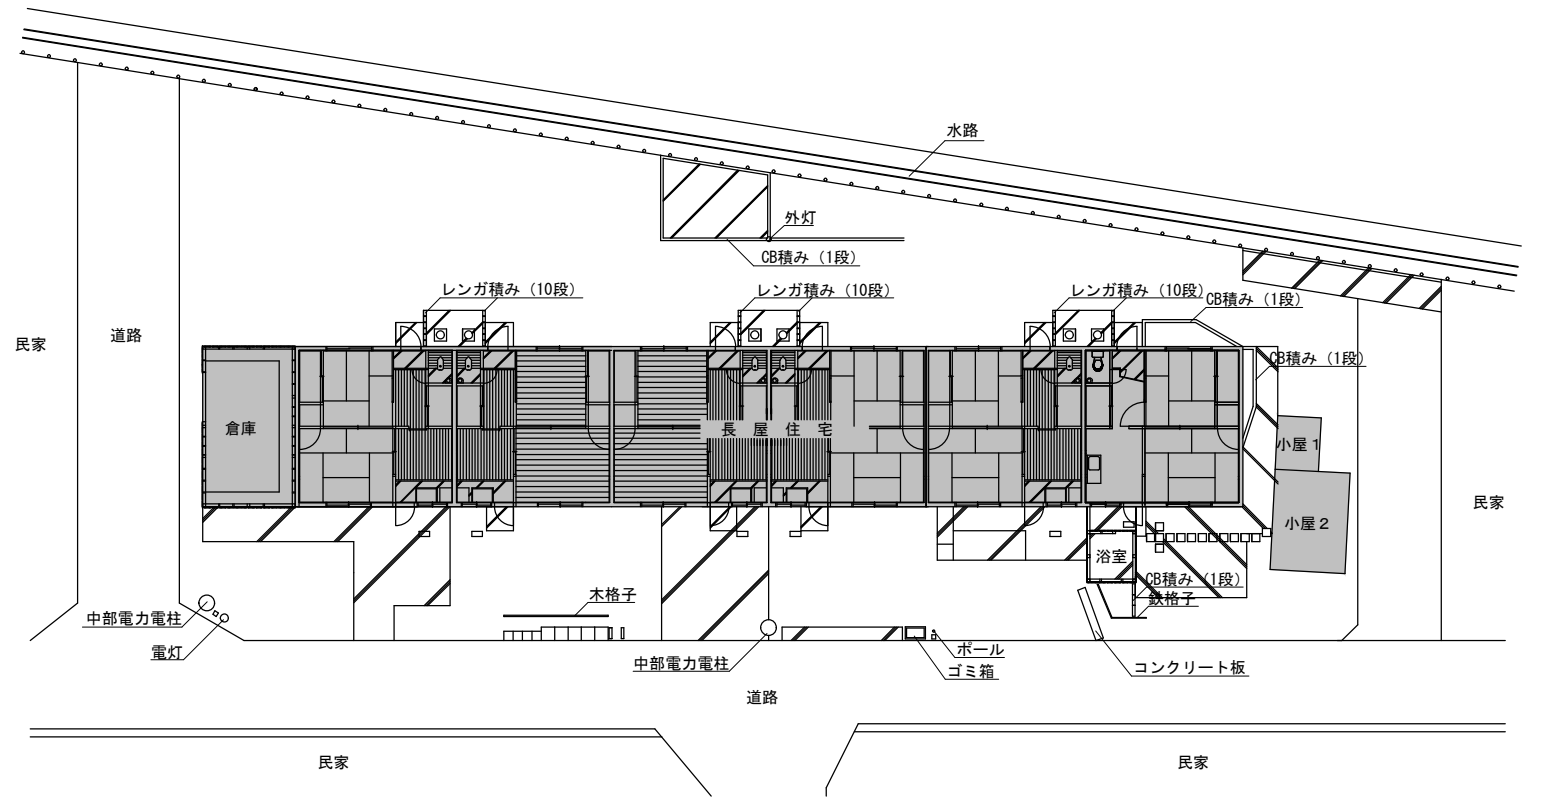 水路
外灯
CB積み（1段）
レンガ積み（10段）
レンガ積み（10段）
レンガ積み（10段）
CB積み（1段）
民家
道路
CB積み（1段）
倉庫
長屋住宅
小屋１
民家
小屋２
浴室
CB積み（1段）
木格子
鉄格子
中部電力電柱
電灯
中部電力電柱
ポール
ゴミ箱
コンクリート板
道路
民家
民家